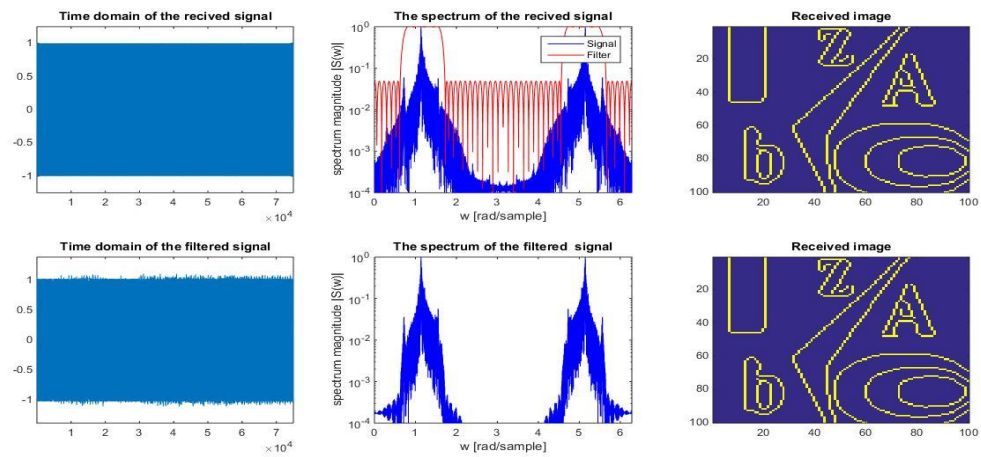 Time domain of the recived signal
1
0.5
0
-0.5
-1
1 2 3 4 5 6 7
× 10^4
The spectrum of the recived signal
spectrum magnitude |S(w)|
10^0
10^-1
10^-2
10^-3
10^-4
Signal
Filter
0 1 2 3 4 5 6
w [rad/sample]
Received image
20
40
60
80
100
z
A
b
20 40 60 80 100
Time domain of the filtered signal
1
0.5
0
-0.5
-1
1 2 3 4 5 6 7
× 10^4
The spectrum of the filtered signal
spectrum magnitude |S(w)|
10^0
10^-1
10^-2
10^-3
10^-4
0 1 2 3 4 5 6
w [rad/sample]
Received image
20
40
60
80
100
z
A
b
20 40 60 80 100